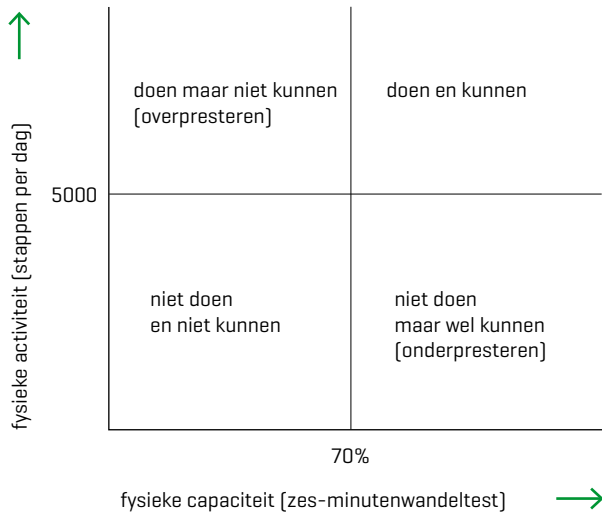 doen maar niet kunnen
(overpresteren)
doen en kunnen
fysieke activiteit (stappen per dag)
5000
niet doen
en niet kunnen
niet doen
maar wel kunnen
(onderpresteren)
70%
fysieke capaciteit (zes-minutenwandeltest)